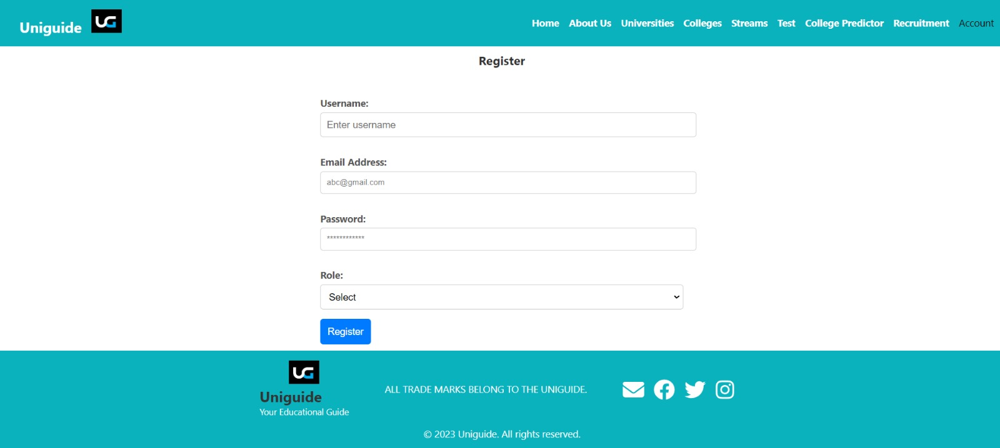 Uniguide UG Home About Us Universities Colleges Streams Test College Predictor Recruitment Account
Register
Username:
Enter username
Email Address:
abc@gmail.com
Password:
************
Role:
Select
Register
UG
Uniguide
Your Educational Guide
ALL TRADE MARKS BELONG TO THE UNIGUIDE.
© 2023 Uniguide. All rights reserved.